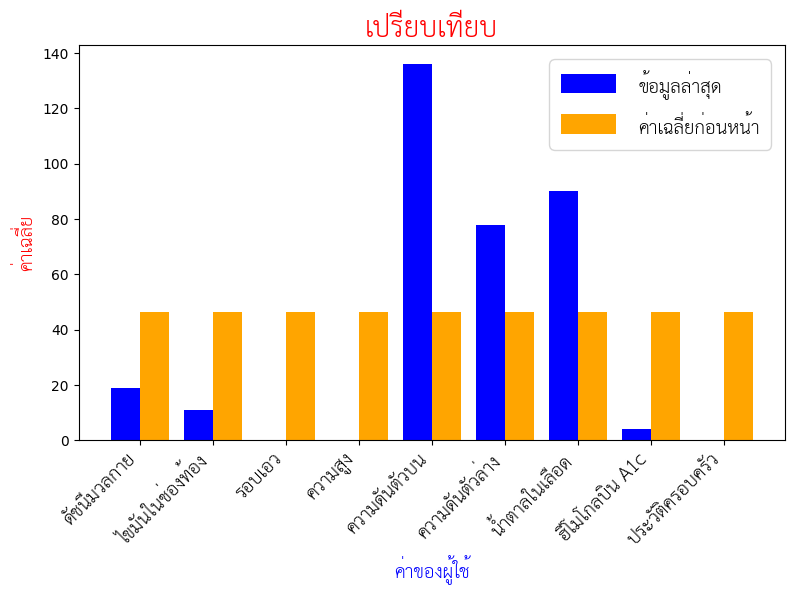 เปรียบเทียบ
ข้อมูลล่าสุด
ค่าเฉลี่ยก่อนหน้า
ค่าเฉลี่ย
140
120
100
80
60
40
20
0
ดัชนีมวลกาย
ไขมันในช่องท้อง
รอบเอว
ความสูง
ความดันตัวบน
ความดันตัวล่าง
น้ำตาลในเลือด
ฮีโมโกลบิน A1c
ประวัติครอบครัว
ค่าของผู้ใช้